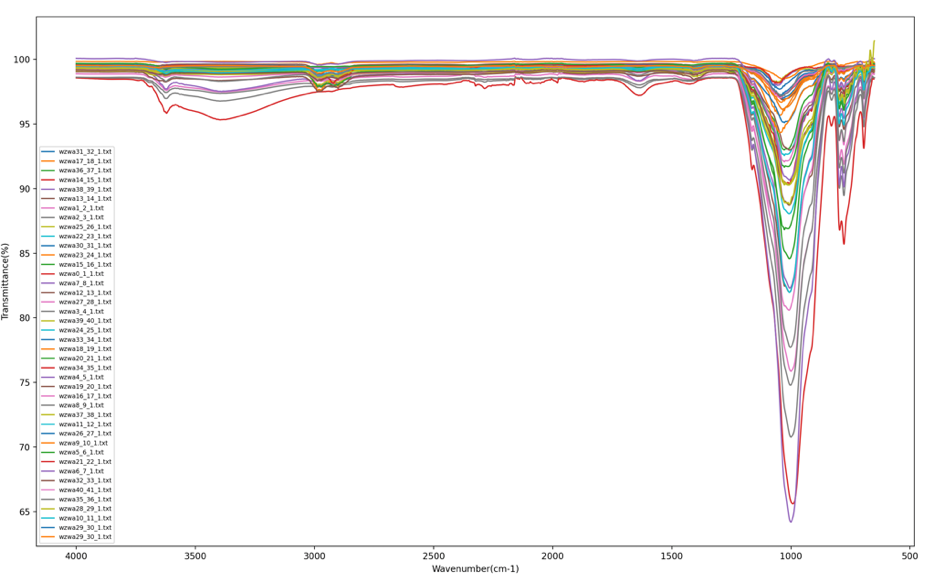 100
95
90
85
80
75
70
65
Transmittance(%)
wzwa31_32_1.txt
wzwa17_18_1.txt
wzwa36_37_1.txt
wzwa14_15_1.txt
wzwa38_39_1.txt
wzwa13_14_1.txt
wzwa1_2_1.txt
wzwa2_3_1.txt
wzwa25_26_1.txt
wzwa22_23_1.txt
wzwa30_31_1.txt
wzwa23_24_1.txt
wzwa15_16_1.txt
wzwa0_1_1.txt
wzwa7_8_1.txt
wzwa12_13_1.txt
wzwa27_28_1.txt
wzwa3_4_1.txt
wzwa39_40_1.txt
wzwa24_25_1.txt
wzwa33_34_1.txt
wzwa18_19_1.txt
wzwa20_21_1.txt
wzwa34_35_1.txt
wzwa4_5_1.txt
wzwa19_20_1.txt
wzwa16_17_1.txt
wzwa8_9_1.txt
wzwa37_38_1.txt
wzwa11_12_1.txt
wzwa26_27_1.txt
wzwa9_10_1.txt
wzwa5_6_1.txt
wzwa21_22_1.txt
wzwa6_7_1.txt
wzwa32_33_1.txt
wzwa40_41_1.txt
wzwa35_36_1.txt
wzwa28_29_1.txt
wzwa10_11_1.txt
wzwa29_30_1.txt
wzwa29_30_1.txt
4000 3500 3000 2500 2000 1500 1000 500
Wavenumber(cm-1)